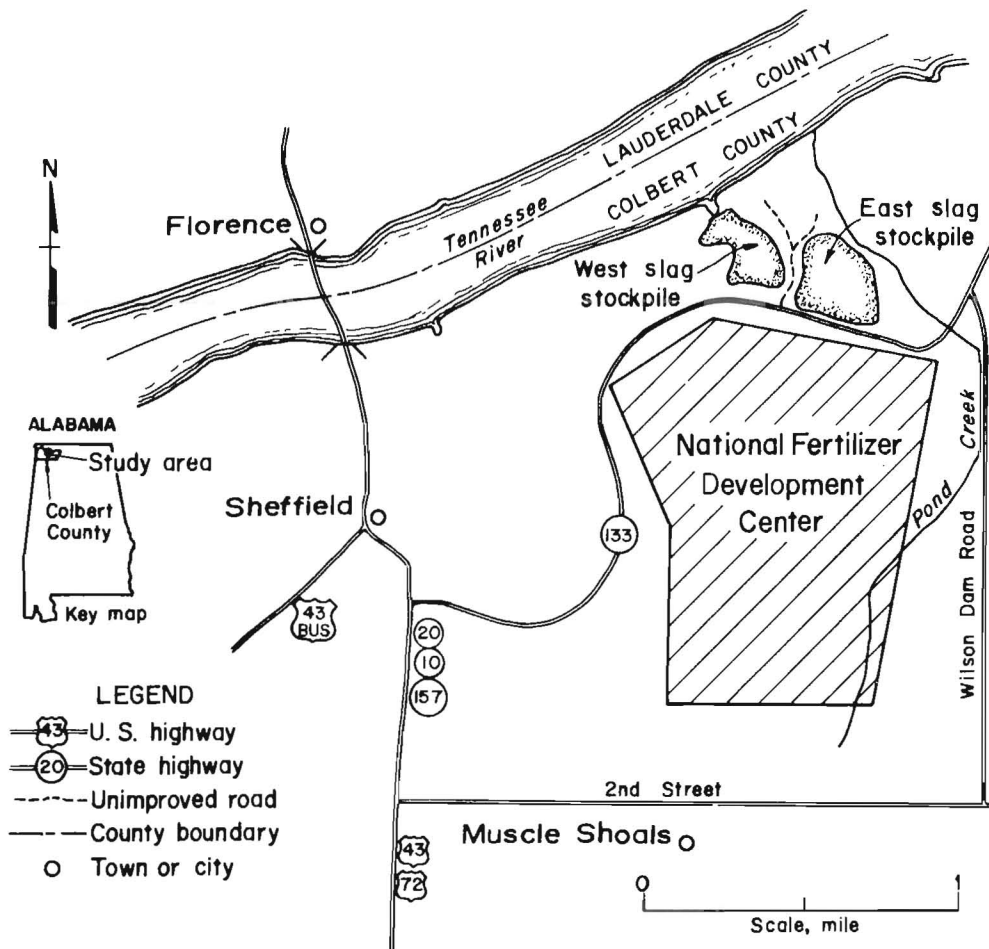 LAUDERDALE COUNTY
COLBERT COUNTY
Tennessee
River
N
Florence
East slag
stockpile
West slag
stockpile
ALABAMA
Study area
Colbert
County
Key map
Sheffield
National Fertilizer
Development
Center
Pond Creek
Wilson Dam Road
133
43
BUS
20
10
157
LEGEND
43 U. S. highway
20 State highway
Unimproved road
County boundary
Town or city
2nd Street
Muscle Shoals
43
72
0 1
Scale, mile